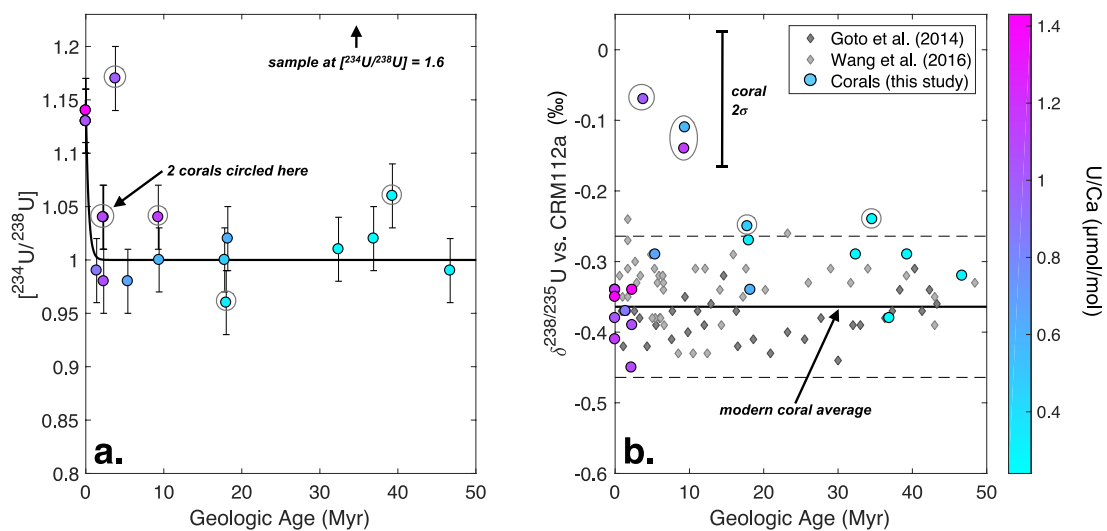 1.2
1.15
1.1
1.05
1
0.95
0.9
0.85
0.8
[²³⁴U/²³⁸U]
sample at [²³⁴U/²³⁸U] = 1.6
2 corals circled here
a.
0 10 20 30 40 50
Geologic Age (Myr)
0
-0.1
-0.2
-0.3
-0.4
-0.5
-0.6
δ²³⁸/²³⁵U vs. CRM112a (‰)
coral
2σ
Goto et al. (2014)
Wang et al. (2016)
Corals (this study)
modern coral average
b.
0 10 20 30 40 50
Geologic Age (Myr)
1.4
1.2
1
0.8
0.6
0.4
U/Ca (μmol/mol)